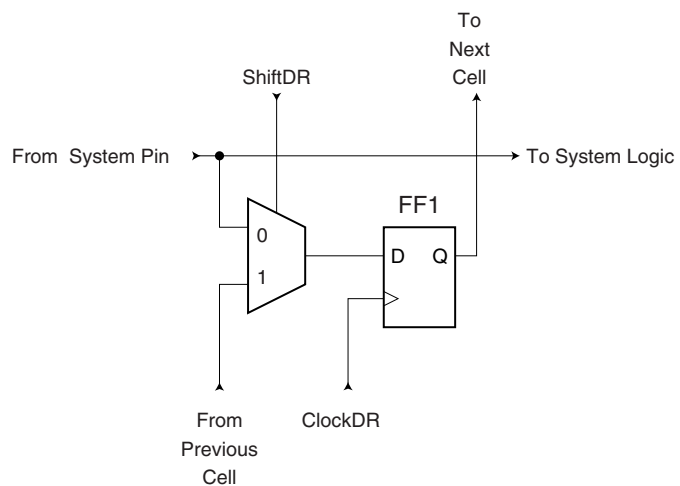 To
Next
Cell
ShiftDR
From System Pin
To System Logic
FF1
0
D Q
1
From
Previous
Cell
ClockDR